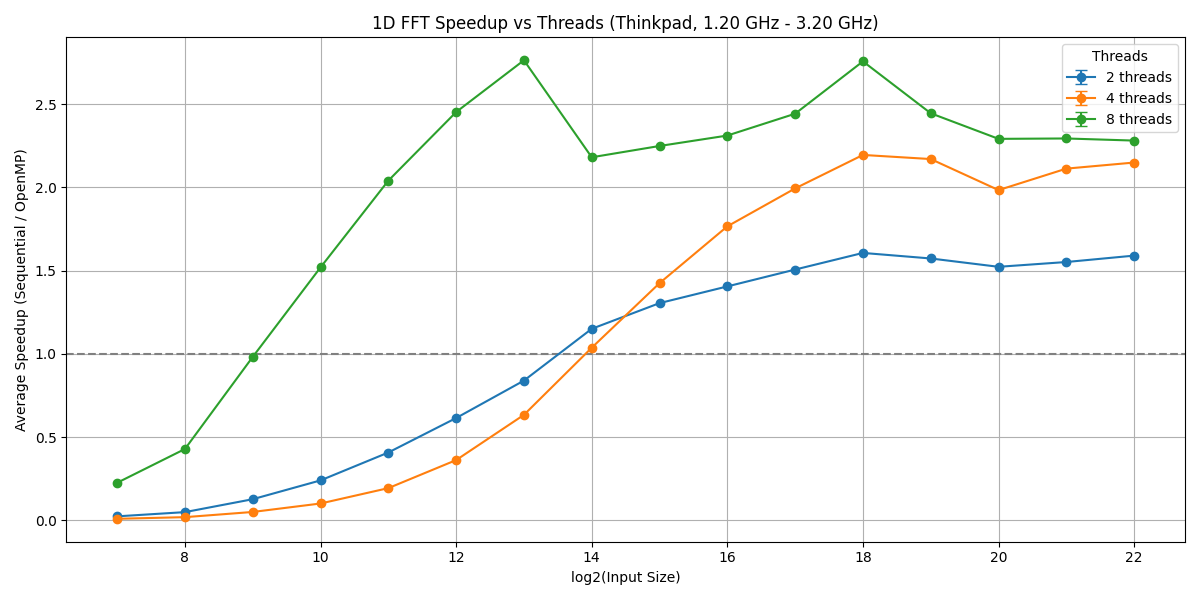 1D FFT Speedup vs Threads (Thinkpad, 1.20 GHz - 3.20 GHz)
Threads
2 threads
4 threads
8 threads
Average Speedup (Sequential / OpenMP)
2.5
2.0
1.5
1.0
0.5
0.0
8 10 12 14 16 18 20 22
log2(Input Size)